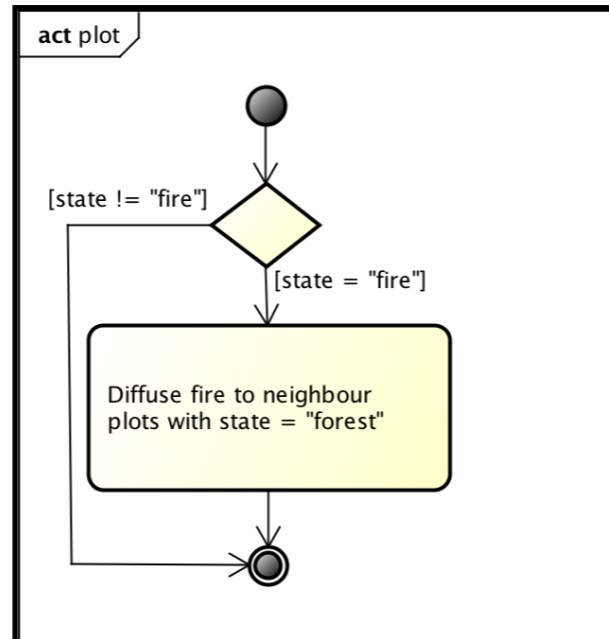 act plot
[state != "fire"]
[state = "fire"]
Diffuse fire to neighbour
plots with state = "forest"